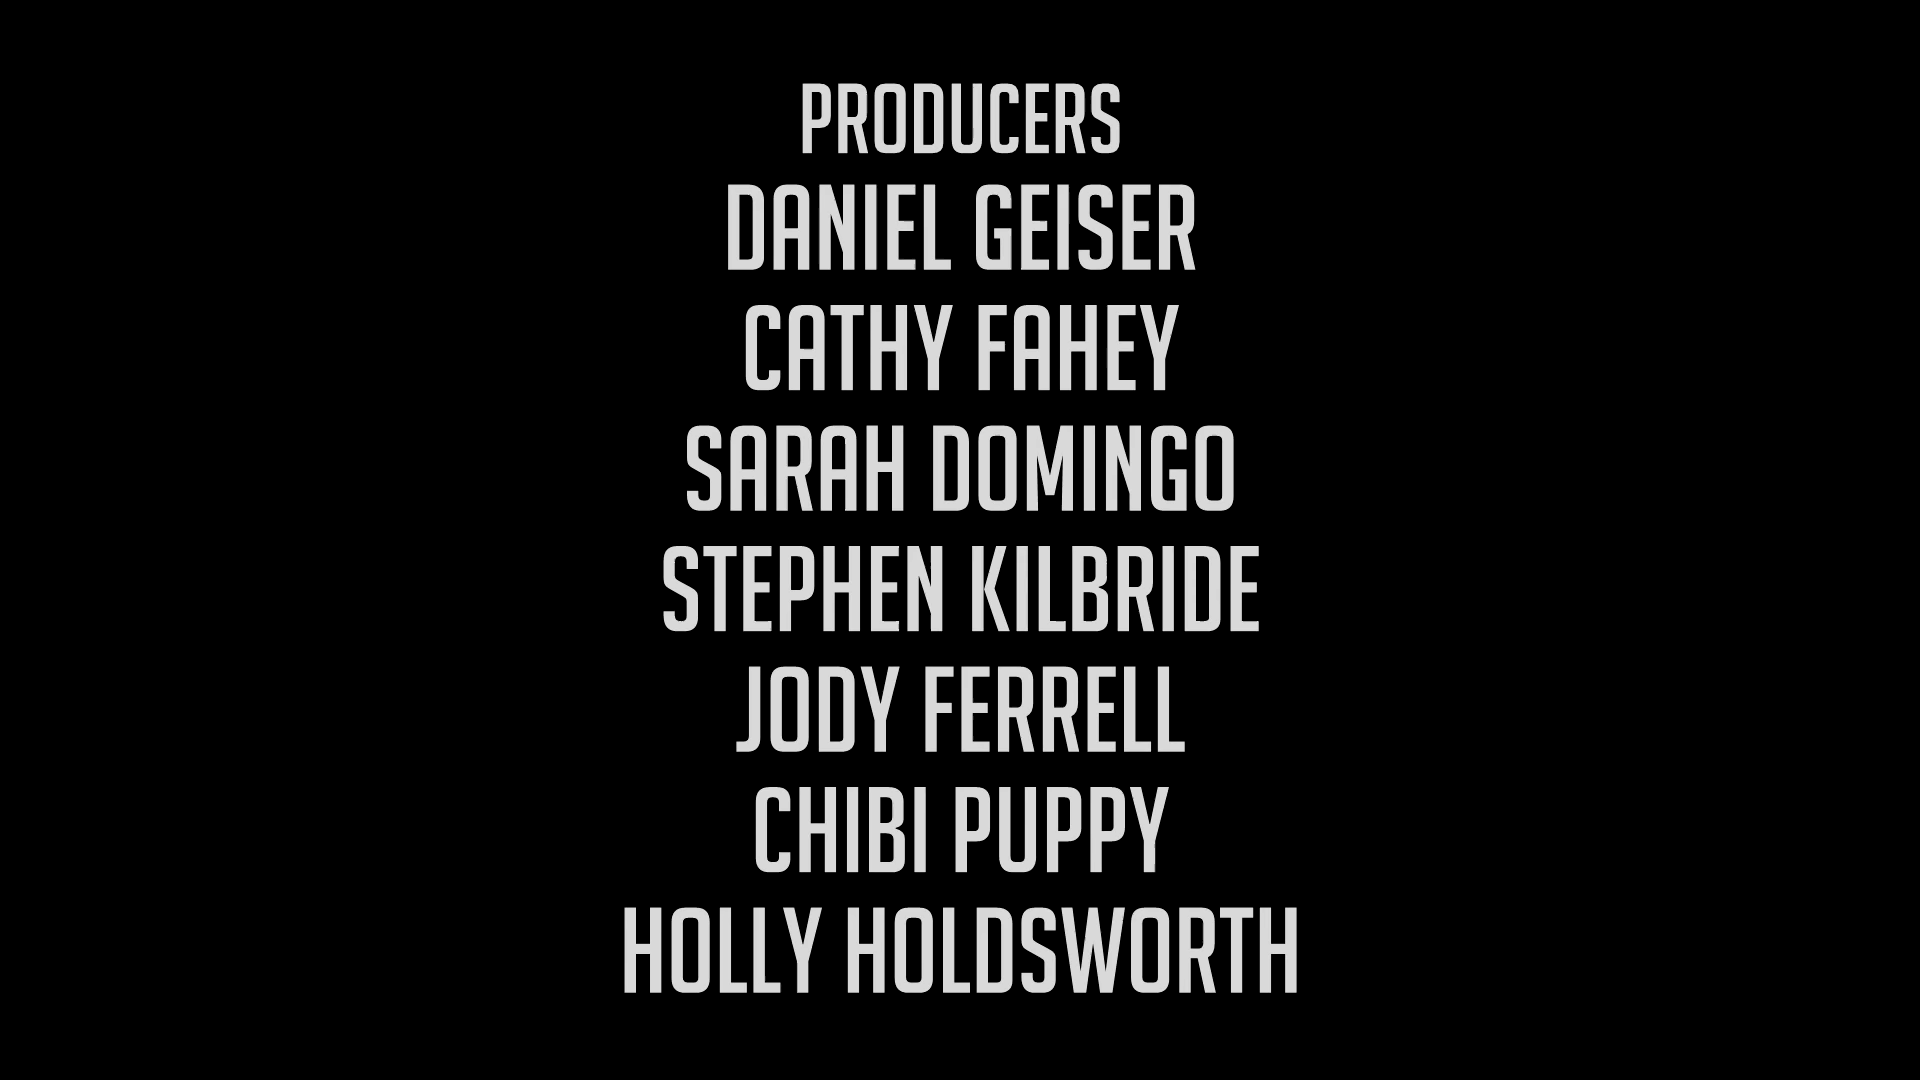 PRODUCERS
DANIEL GEISER
CATHY FAHEY
SARAH DOMINGO
STEPHEN KILBRIDE
JODY FERRELL
CHIBI PUPPY
HOLLY HOLDSWORTH